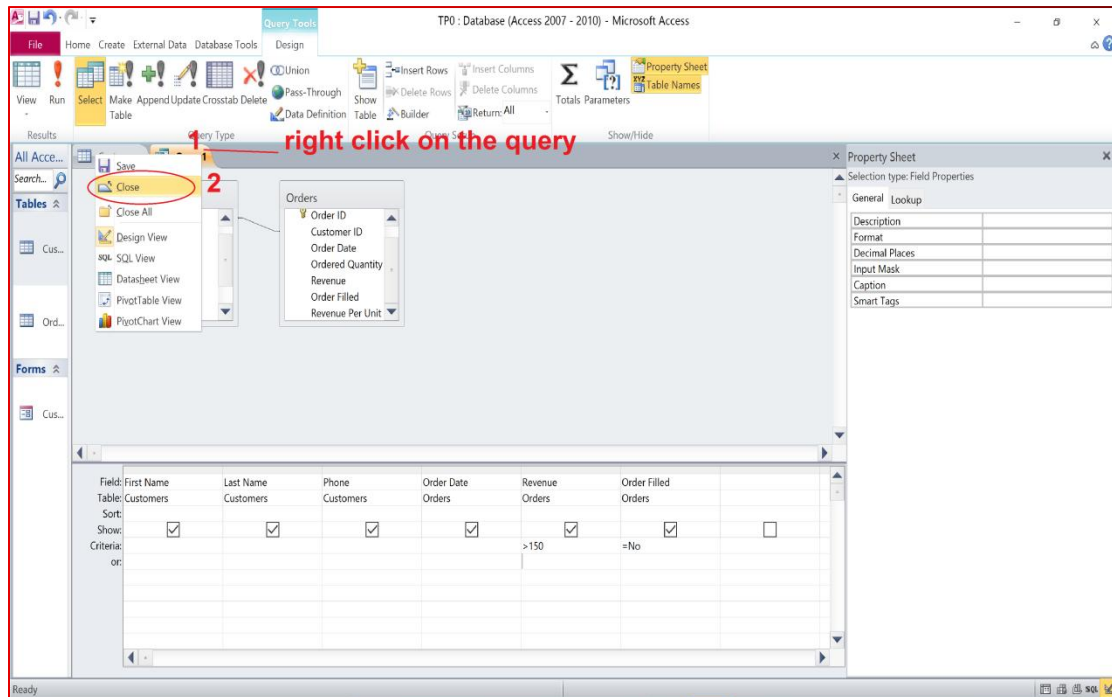 TP0 : Database (Access 2007 - 2010) - Microsoft Access
Query Tools
File Home Create External Data Database Tools Design
View Run Select Make Table Append Update Crosstab Delete
Union
Pass-Through
Data Definition
Show Table
Insert Rows
Delete Rows
Builder
Insert Columns
Delete Columns
Return: All
Totals Parameters
Property Sheet
Table Names
Results Query Type Show/Hide
1 right click on the query
All Acce...
Search...
Tables
Cus...
Ord...
Forms
Cus...
Save
Close 2
Close All
Design View
SQL SQL View
Datasheet View
PivotTable View
PivotChart View
Orders
Order ID
Customer ID
Order Date
Ordered Quantity
Revenue
Order Filled
Revenue Per Unit
Property Sheet
Selection type: Field Properties
General Lookup
Description
Format
Decimal Places
Input Mask
Caption
Smart Tags
Field: First Name Last Name Phone Order Date Revenue Order Filled
Table: Customers Customers Customers Orders Orders Orders
Sort:
Show:
Criteria: >150 =No
or:
Ready SQL